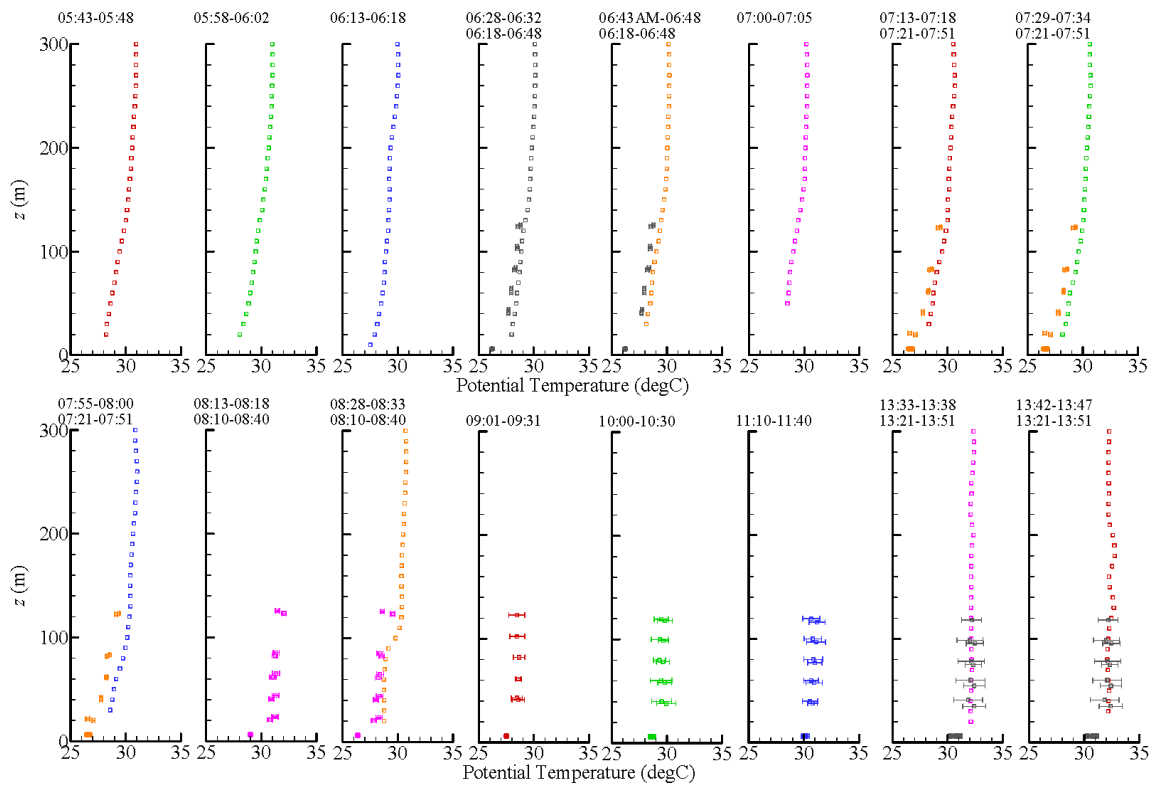 05:43-05:48 05:58-06:02 06:13-06:18 06:28-06:32 06:43 AM-06:48 07:00-07:05 07:13-07:18 07:29-07:34
06:18-06:48 06:18-06:48 07:21-07:51 07:21-07:51
300
200
z (m)
100
0
25 30 35 25 30 35 25 30 35 25 30 35 25 30 35 25 30 35 25 30 35 25 30 35
Potential Temperature (degC)
07:55-08:00 08:13-08:18 08:28-08:33 09:01-09:31 10:00-10:30 11:10-11:40 13:33-13:38 13:42-13:47
07:21-07:51 08:10-08:40 08:10-08:40 13:21-13:51 13:21-13:51
300
200
z (m)
100
0
25 30 35 25 30 35 25 30 35 25 30 35 25 30 35 25 30 35 25 30 35 25 30 35
Potential Temperature (degC)